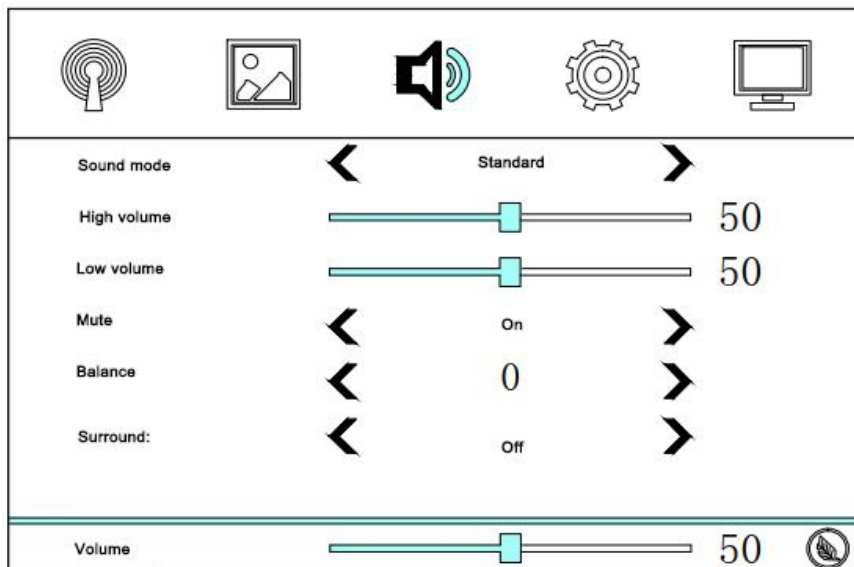 Sound mode Standard
High volume 50
Low volume 50
Mute On
Balance 0
Surround: Off
Volume 50